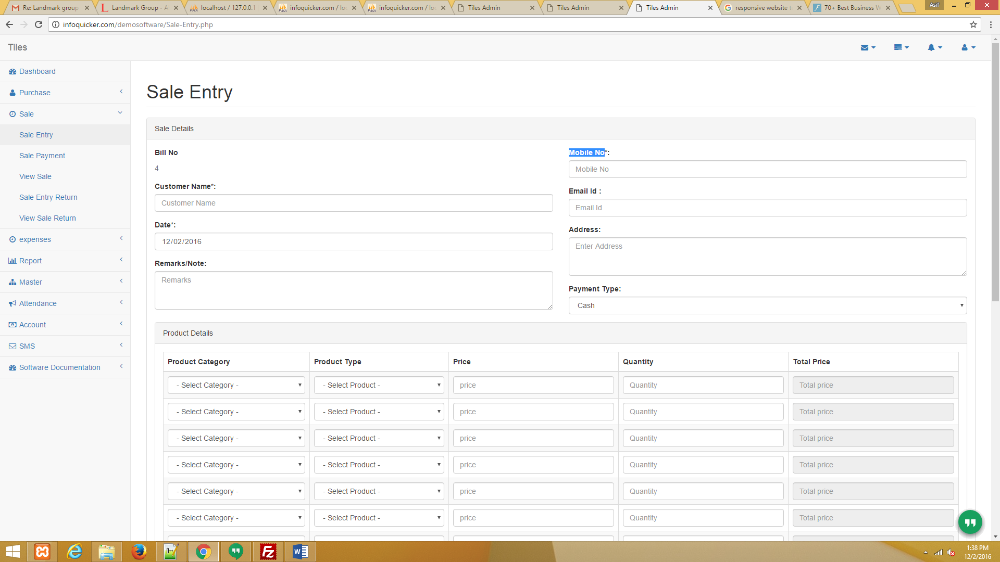 Re: Landmark group
Landmark Group - A
localhost / 127.0.0.1
infoquicker.com / loc
infoquicker.com / loc
Tiles Admin
Tiles Admin
Tiles Admin
responsive website t
70+ Best Business W
Asif
infoquicker.com/demosoftware/Sale-Entry.php
Tiles
Dashboard
Purchase
Sale
Sale Entry
Sale Payment
View Sale
Sale Entry Return
View Sale Return
expenses
Report
Master
Attendance
Account
SMS
Software Documentation
Sale Entry
Sale Details
Bill No
4
Customer Name*:
Customer Name
Date*:
12/02/2016
Remarks/Note:
Remarks
Mobile No*:
Mobile No
Email Id :
Email Id
Address:
Enter Address
Payment Type:
Cash
Product Details
Product Category Product Type Price Quantity Total Price
- Select Category - - Select Product - price Quantity Total price
- Select Category - - Select Product - price Quantity Total price
- Select Category - - Select Product - price Quantity Total price
- Select Category - - Select Product - price Quantity Total price
- Select Category - - Select Product - price Quantity Total price
- Select Category - - Select Product - price Quantity Total price
1:38 PM
12/2/2016